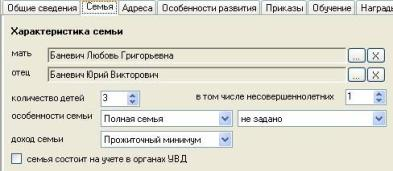 Общие сведения Семья Адреса Особенности развития Приказы Обучение Наград
Характеристика семьи
мать Баневич Любовь Григорьевна ... X
отец Баневич Юрий Викторович ... X
количество детей 3 в том числе несовершеннолетних 1
особенности семьи Полная семья не задано
доход семьи Прожиточный минимум
семья состоит на учете в органах УВД